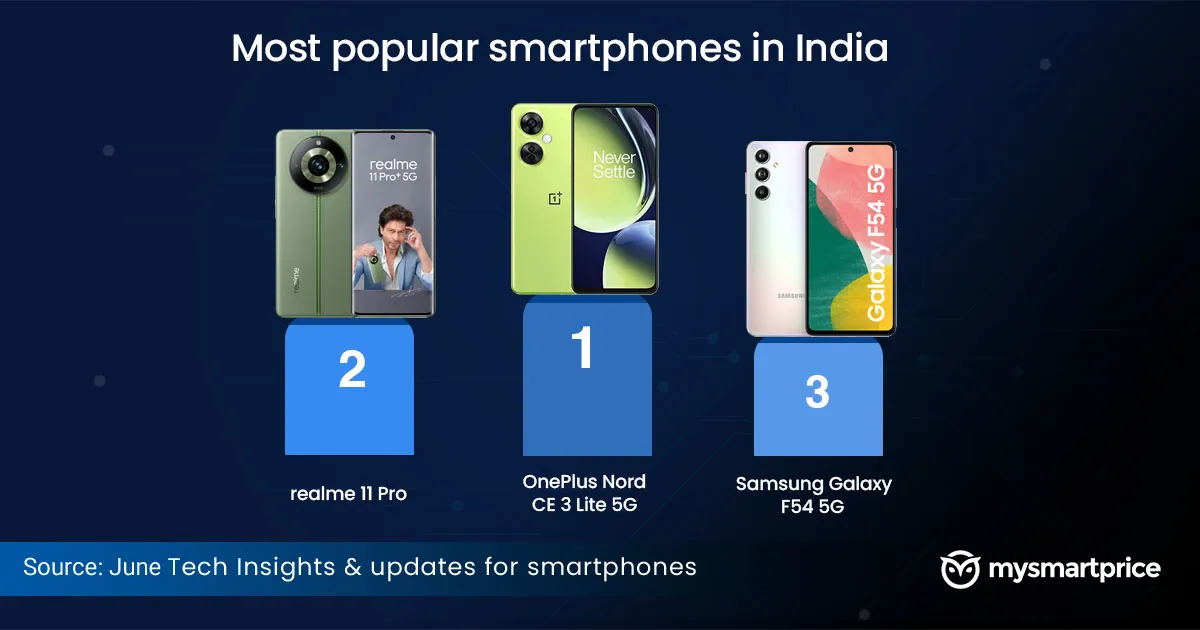 Most popular smartphones in India
realme
11 Pro+ 5G
realme
Never
Settle
SAMSUNG
Galaxy F54 5G
2
1
3
realme 11 Pro
OnePlus Nord
CE 3 Lite 5G
Samsung Galaxy
F54 5G
Source: June Tech Insights & updates for smartphones
mysmartprice